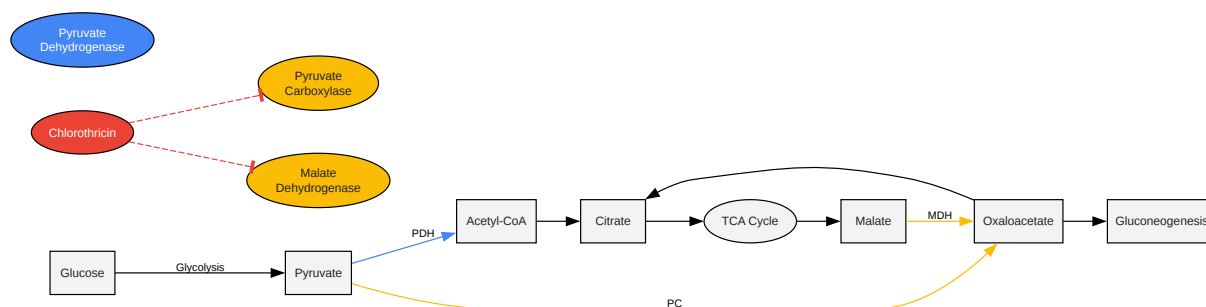 Pyruvate
Dehydrogenase
Pyruvate
Carboxylase
Chlorothricin
Malate
Dehydrogenase
Acetyl-CoA
Citrate
TCA Cycle
Malate
MDH
Oxaloacetate
Gluconeogenesis
PDH
Glucose
Glycolysis
Pyruvate
PC